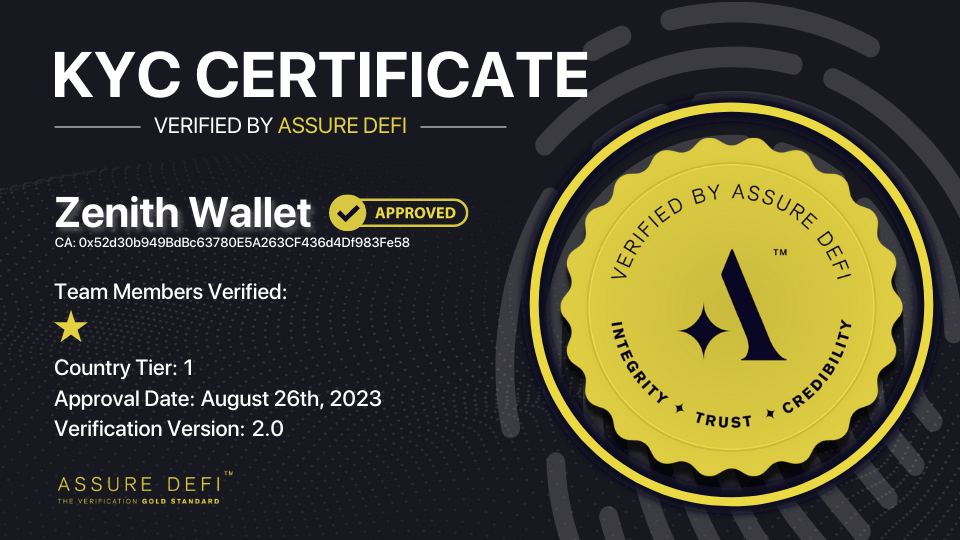 KYC CERTIFICATE
VERIFIED BY ASSURE DEFI
Zenith Wallet
APPROVED
CA: 0x52d30b949BdBc63780E5A263CF436d4Df983Fe58
Team Members Verified:
Country Tier: 1
Approval Date: August 26th, 2023
Verification Version: 2.0
ASSURE DEFI™
THE VERIFICATION GOLD STANDARD
VERIFIED BY ASSURE DEFI
™
INTEGRITY ✦ TRUST ✦ CREDIBILITY